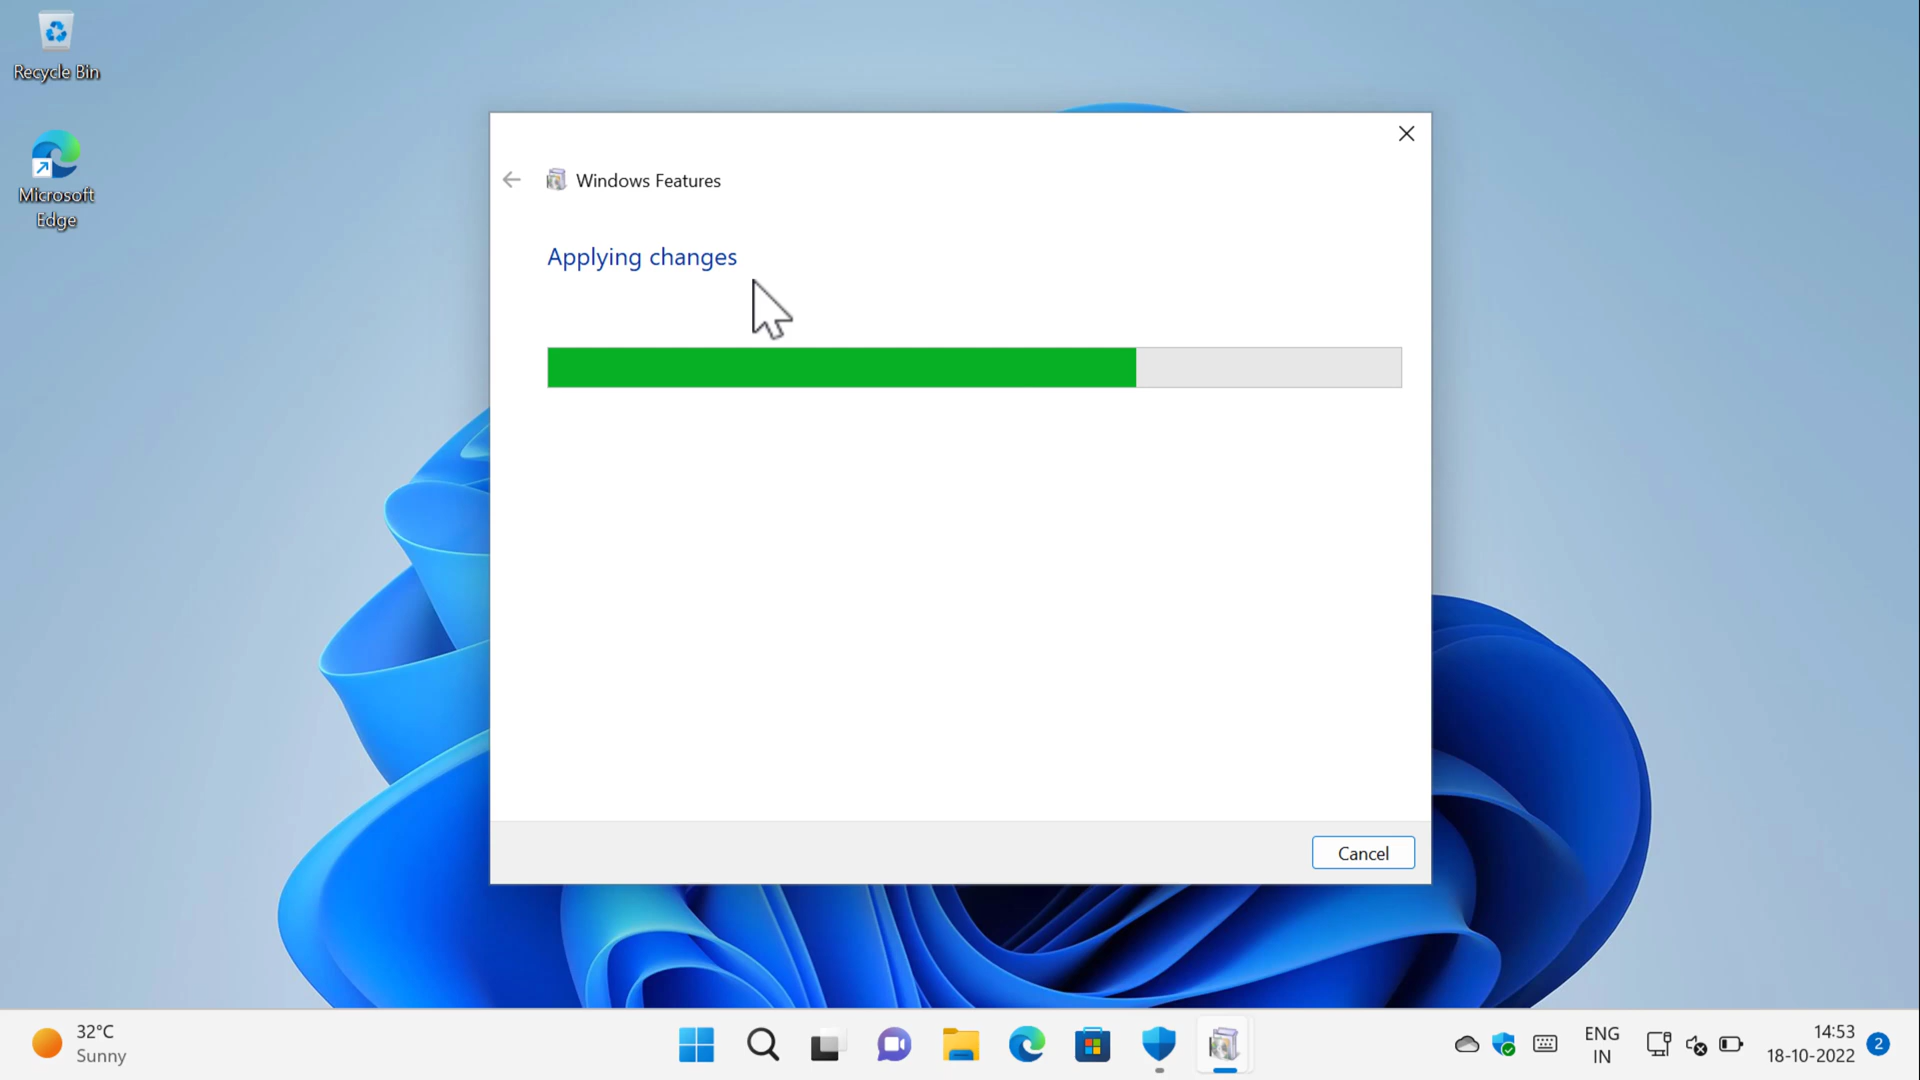 Recycle Bin
Microsoft
Edge
Windows Features
Applying changes
Cancel
32°C
Sunny
ENG
IN
14:53
18-10-2022
2